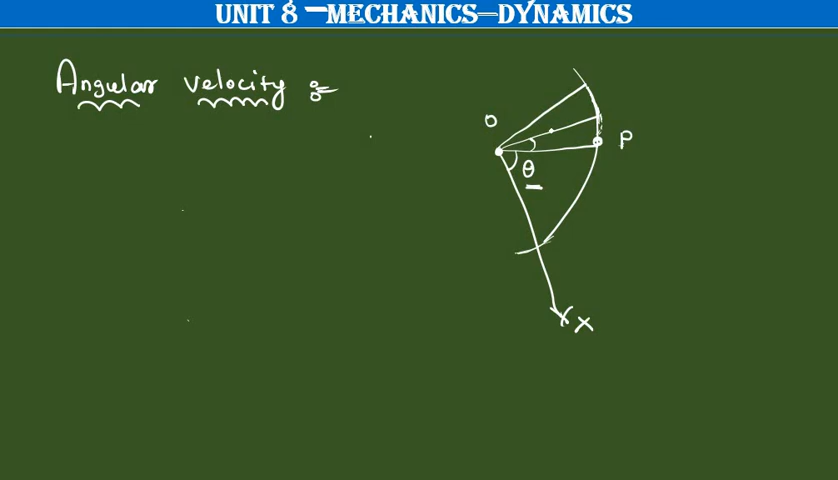 UNIT 8 – MECHANICS–DYNAMICS
Angular velocity :=
O
P
θ
X